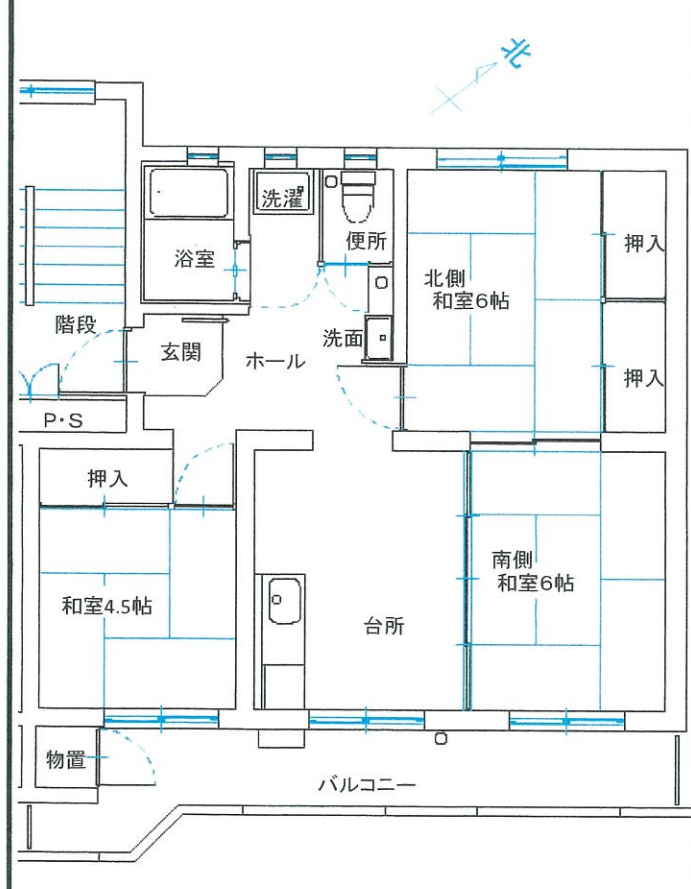 北
洗濯
便所
浴室
北側
和室6帖
押入
階段
玄関
ホール
洗面
押入
P・S
押入
南側
和室6帖
和室4.5帖
台所
物置
バルコニー